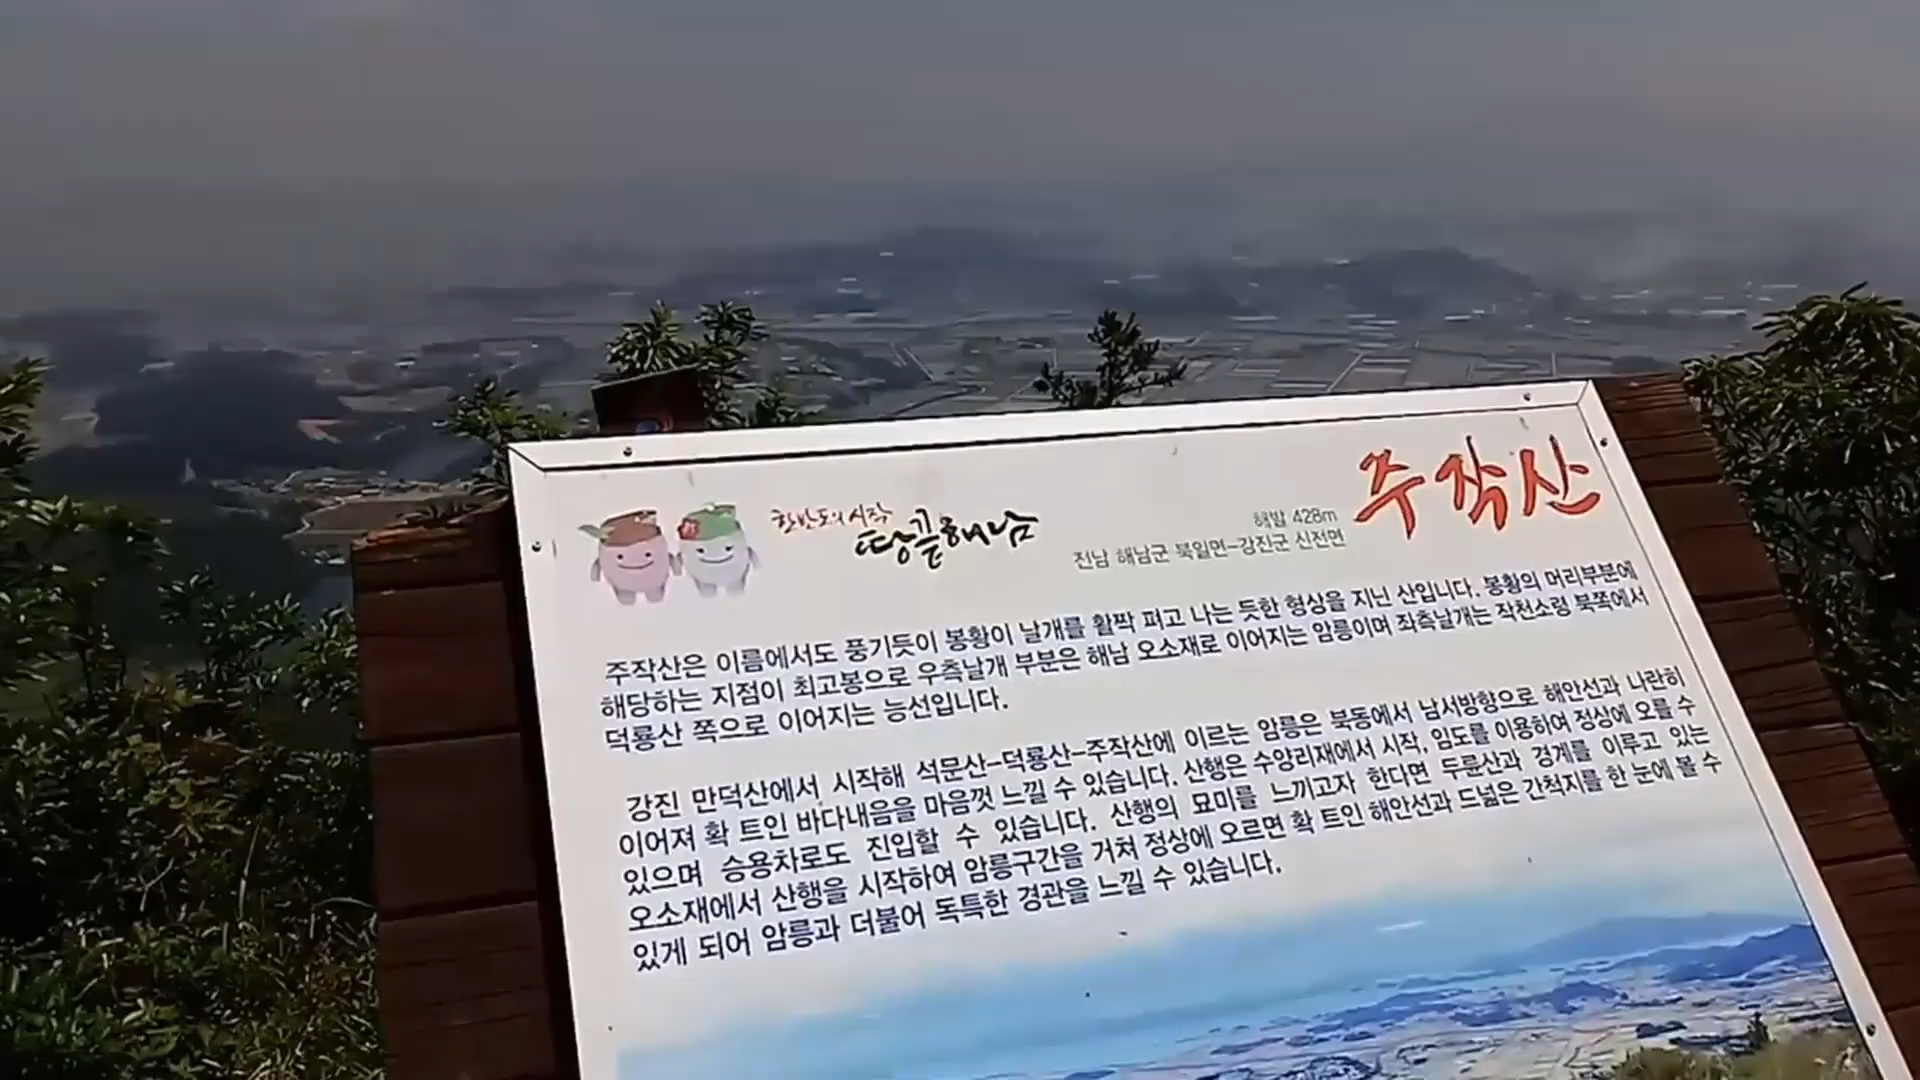 한반도의 시작
땅끝해남
주작산
해발 428m
전남 해남군 북일면-강진군 신전면
주작산은 이름에서도 풍기듯이 봉황이 날개를 활짝 펴고 나는 듯한 형상을 지닌 산입니다. 봉황의 머리부분에
해당하는 지점이 최고봉으로 우측날개 부분은 해남 오소재로 이어지는 암릉이며 좌측날개는 작천소령 북쪽에서
덕룡산 쪽으로 이어지는 능선입니다.
강진 만덕산에서 시작해 석문산-덕룡산-주작산에 이르는 암릉은 북동에서 남서방향으로 해안선과 나란히
이어져 확 트인 바다내음을 마음껏 느낄 수 있습니다. 산행은 수양리재에서 시작, 임도를 이용하여 정상에 오를 수
있으며 승용차로도 진입할 수 있습니다. 산행의 묘미를 느끼고자 한다면 두륜산과 경계를 이루고 있는
오소재에서 산행을 시작하여 암릉구간을 거쳐 정상에 오르면 확 트인 해안선과 드넓은 간척지를 한 눈에 볼 수
있게 되어 암릉과 더불어 독특한 경관을 느낄 수 있습니다.